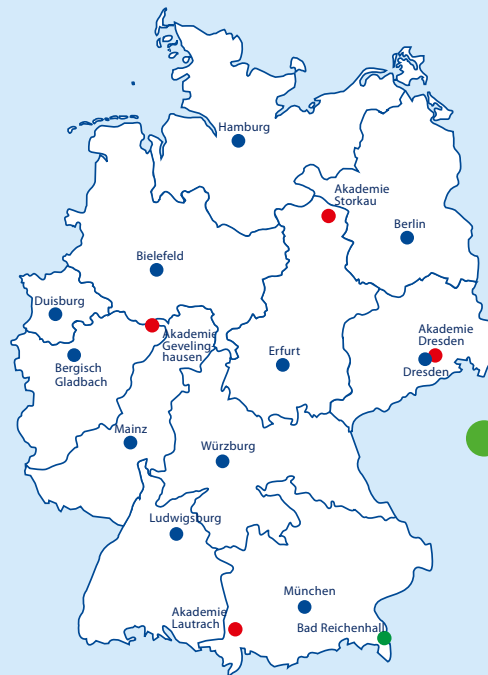 Hamburg
Akademie
Storkau
Berlin
Bielefeld
Duisburg
Akademie
Geveling-
hausen
Akademie
Dresden
Dresden
Erfurt
Bergisch
Gladbach
Mainz
Würzburg
Ludwigsburg
München
Akademie
Lautrach
Bad Reichenhall